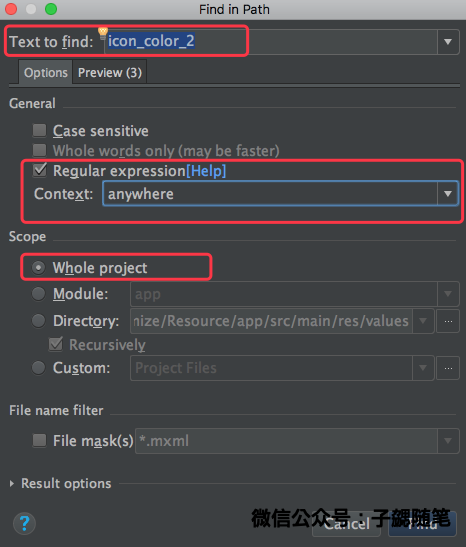 Find in Path
Text to find: icon_color_2
Options Preview (3)
General
Case sensitive
Whole words only (may be faster)
Regular expression[Help]
Context: anywhere
Scope
Whole project
Module: app
Directory: nize/Resource/app/src/main/res/values ...
Recursively
Custom: Project Files ...
File name filter
File mask(s) *.mxml
Result options
? Cancel Find
微信公众号：子勰随笔